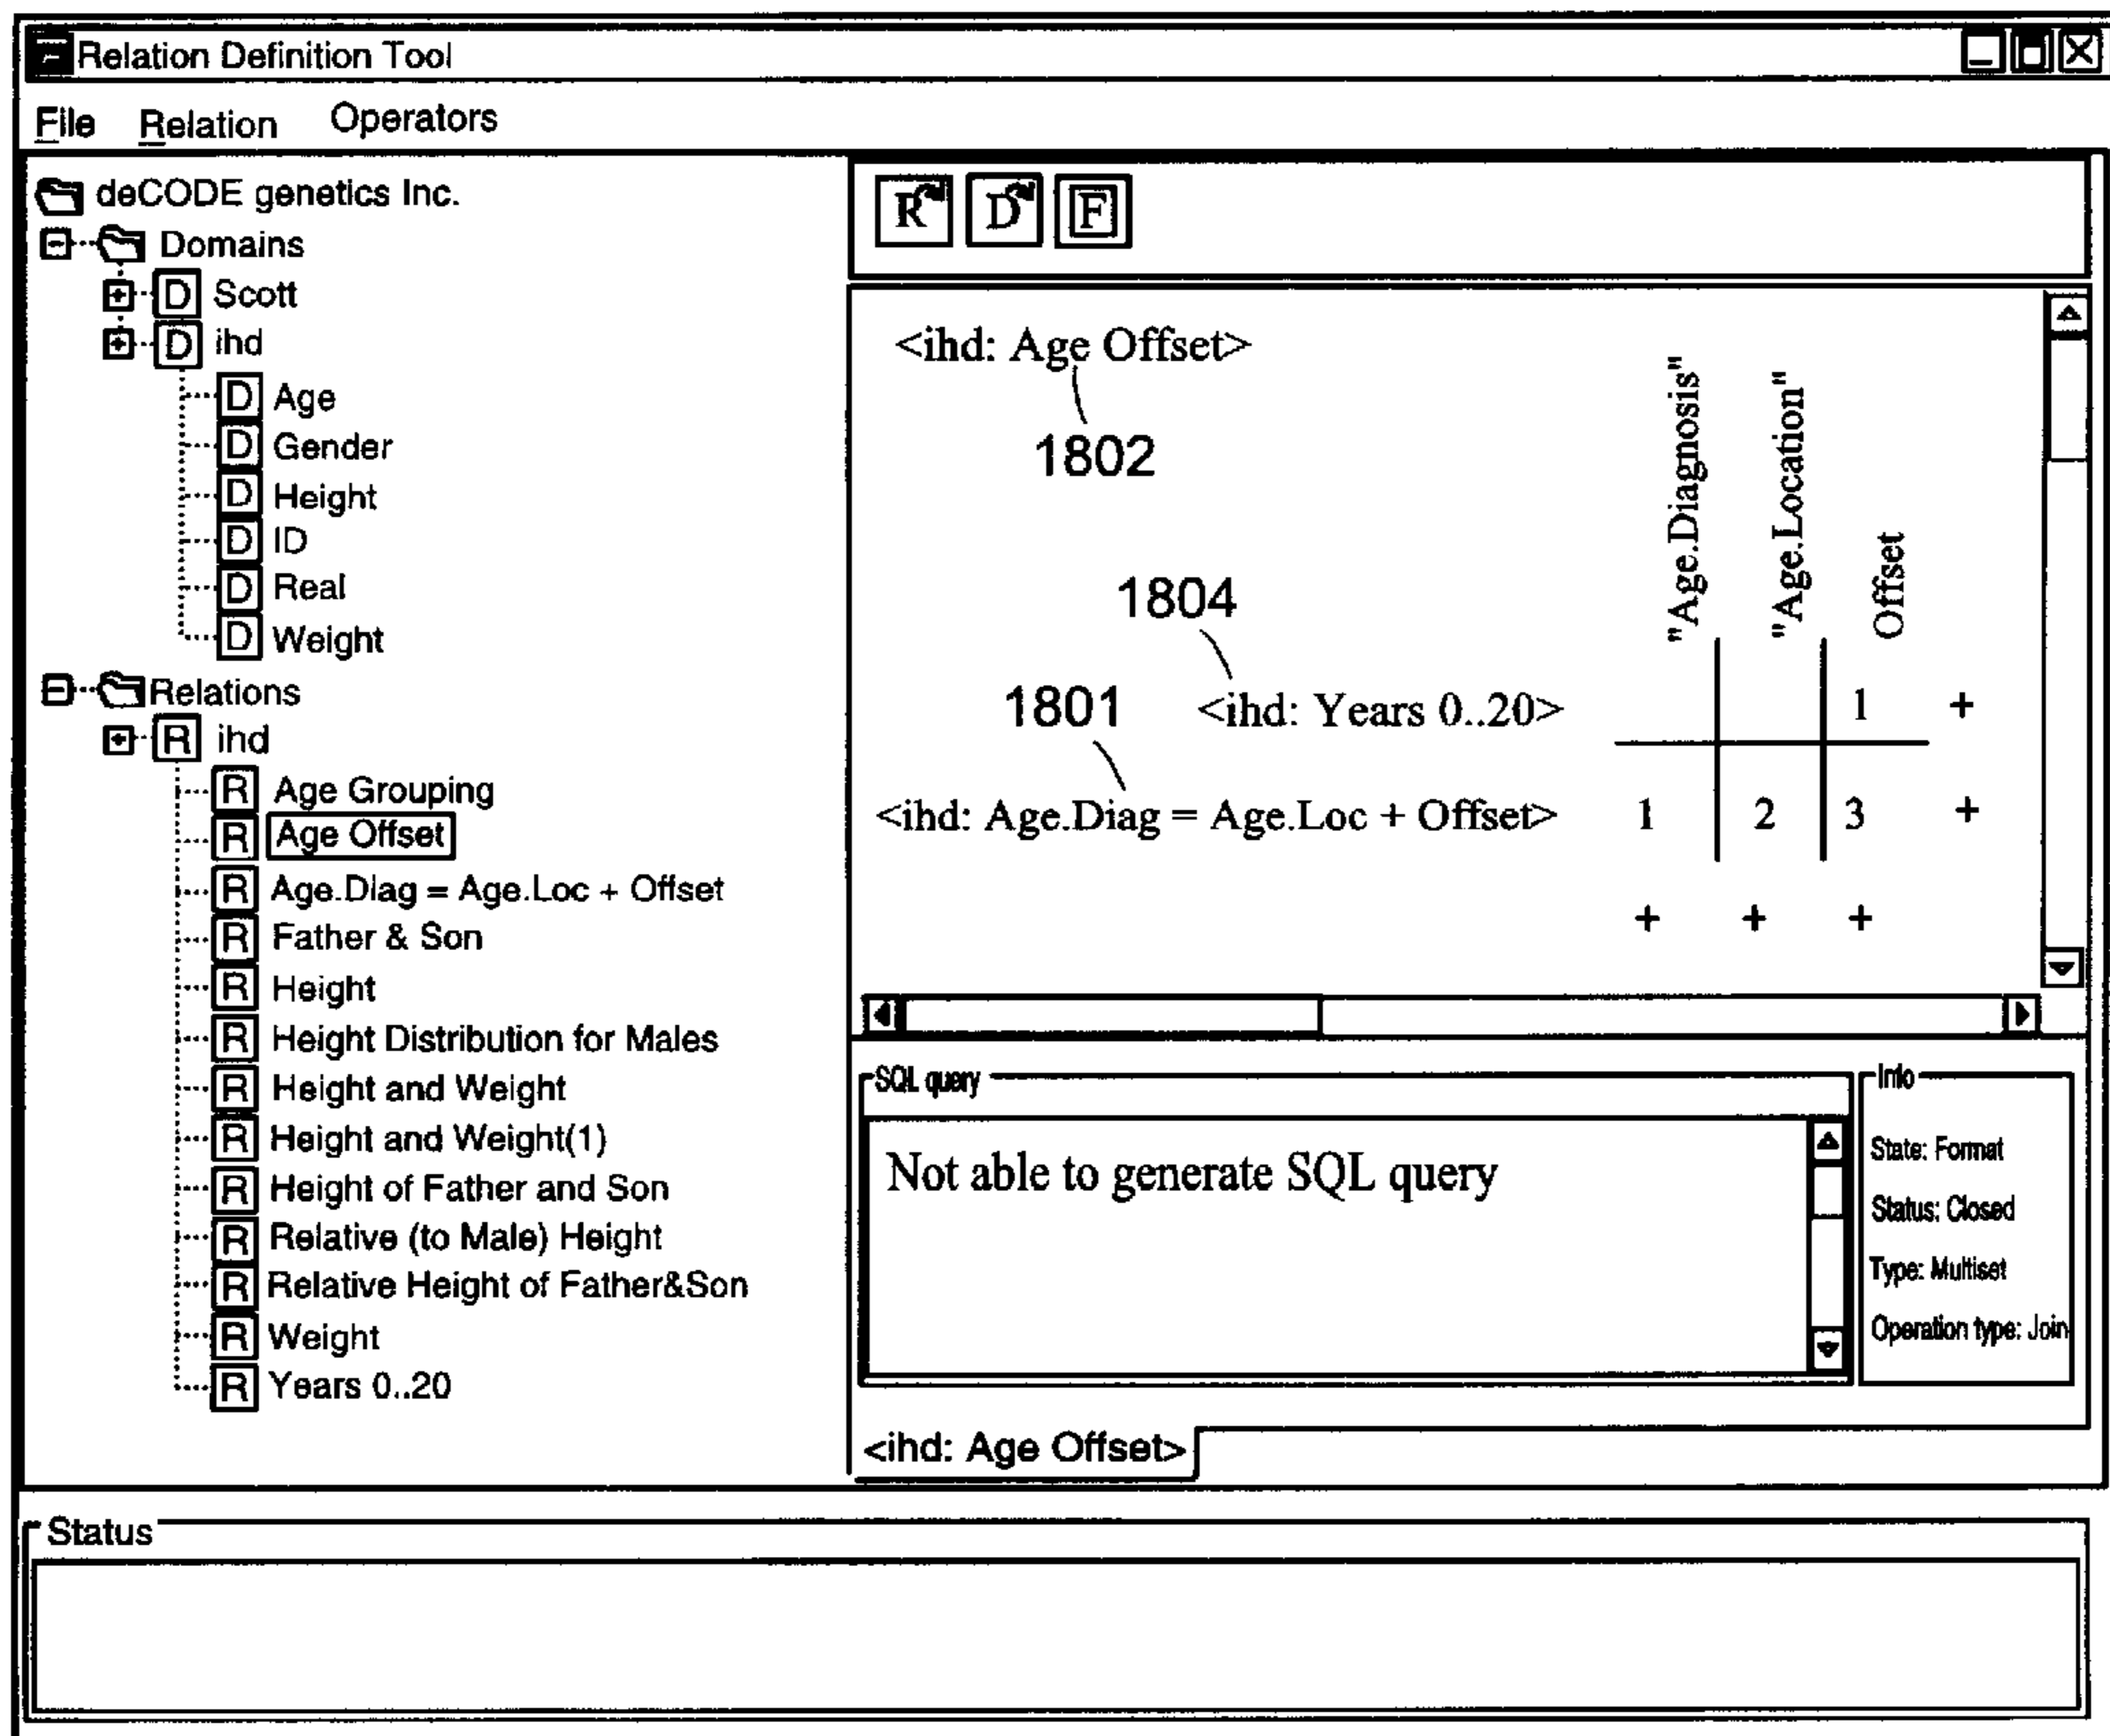 Relation Definition Tool
File Relation Operators
deCODE genetics Inc.
Domains
D Scott
D ihd
D Age
D Gender
D Height
D ID
D Real
D Weight
Relations
R ihd
R Age Grouping
R Age Offset
R Age.Diag = Age.Loc + Offset
R Father & Son
R Height
R Height Distribution for Males
R Height and Weight
R Height and Weight(1)
R Height of Father and Son
R Relative (to Male) Height
R Relative Height of Father&Son
R Weight
R Years 0..20
R D F
<ihd: Age Offset>
1802
"Age.Diagnosis"
"Age.Location"
Offset
1804
1801 <ihd: Years 0..20> 1 +
<ihd: Age.Diag = Age.Loc + Offset> 1 2 3 +
+ + +
SQL query
Not able to generate SQL query
Info
State: Format
Status: Closed
Type: Multiset
Operation type: Join
<ihd: Age Offset>
Status